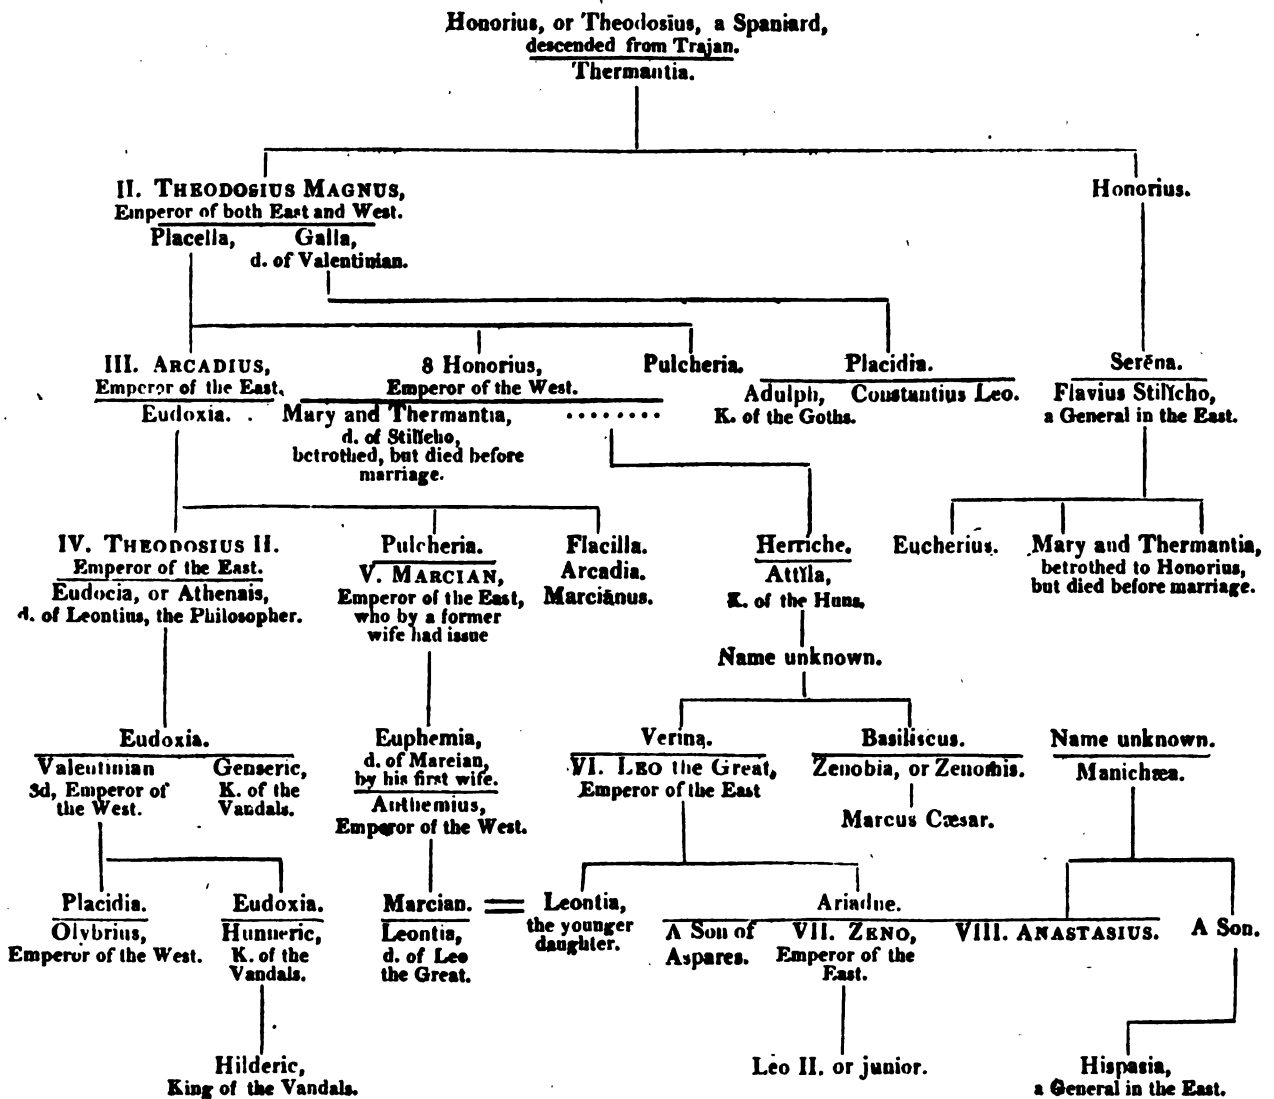 Honorius, or Theodosius, a Spaniard,
descended from Trajan.
Thermantia.
II. THEODOSIUS MAGNUS,
Emperor of both East and West.
Placella,
Galla,
d. of Valentinian.
Honorius.
III. ARCADIUS,
Emperor of the East.
Eudoxia.
8 Honorius,
Emperor of the West.
Mary and Thermantia,
d. of Stilĭcho,
betrothed, but died before
marriage.
Pulcheria.
Placidia.
Adulph,
K. of the Goths.
Constantius Leo.
Serēna.
Flavius Stilĭcho,
a General in the East.
IV. THEODOSIUS II.
Emperor of the East.
Eudocia, or Athenais,
d. of Leontius, the Philosopher.
Pulcheria.
V. MARCIAN,
Emperor of the East,
who by a former
wife had issue
Flacilla.
Arcadia.
Marciānus.
Herriche.
Attĭla,
K. of the Huns,
Eucherius.
Mary and Thermantia,
betrothed to Honorius,
but died before marriage.
Name unknown.
Eudoxia.
Valentinian
3d, Emperor of
the West.
Genseric,
K. of the
Vandals.
Euphemia,
d. of Marcian,
by his first wife.
Anthemius,
Emperor of the West.
Verina.
VI. LEO the Great,
Emperor of the East
Basiliscus.
Zenobia, or Zenonis.
Marcus Cæsar.
Name unknown.
Manichæa.
Placidia.
Olybrius,
Emperor of the West.
Eudoxia.
Hunneric,
K. of the
Vandals.
Marcian.
Leontia,
d. of Leo
the Great.
Leontia,
the younger
daughter.
Ariadne.
A Son of
Aspares.
VII. ZENO,
Emperor of the
East.
VIII. ANASTASIUS.
A Son.
Hilderic,
King of the Vandals.
Leo II. or junior.
Hispasia,
a General in the East.